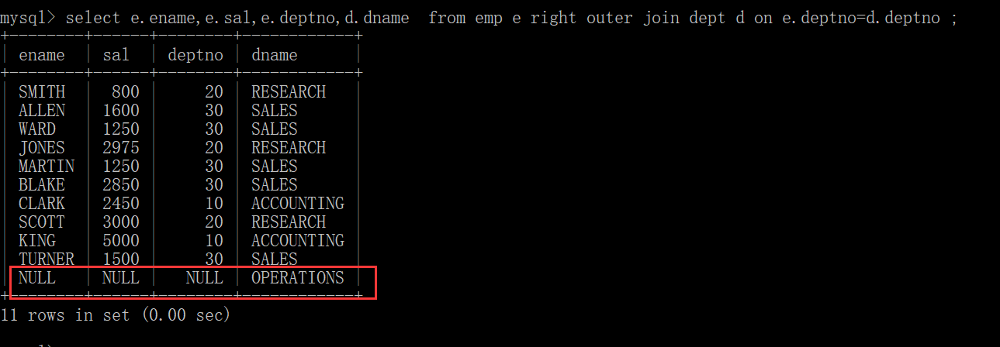 mysql> select e.ename,e.sal,e.deptno,d.dname  from emp e right outer join dept d on e.deptno=d.deptno ;
+--------+------+--------+------------+
| ename  | sal  | deptno | dname      |
+--------+------+--------+------------+
| SMITH  |  800 |     20 | RESEARCH   |
| ALLEN  | 1600 |     30 | SALES      |
| WARD   | 1250 |     30 | SALES      |
| JONES  | 2975 |     20 | RESEARCH   |
| MARTIN | 1250 |     30 | SALES      |
| BLAKE  | 2850 |     30 | SALES      |
| CLARK  | 2450 |     10 | ACCOUNTING |
| SCOTT  | 3000 |     20 | RESEARCH   |
| KING   | 5000 |     10 | ACCOUNTING |
| TURNER | 1500 |     30 | SALES      |
| NULL   | NULL |   NULL | OPERATIONS |
+--------+------+--------+------------+
11 rows in set (0.00 sec)